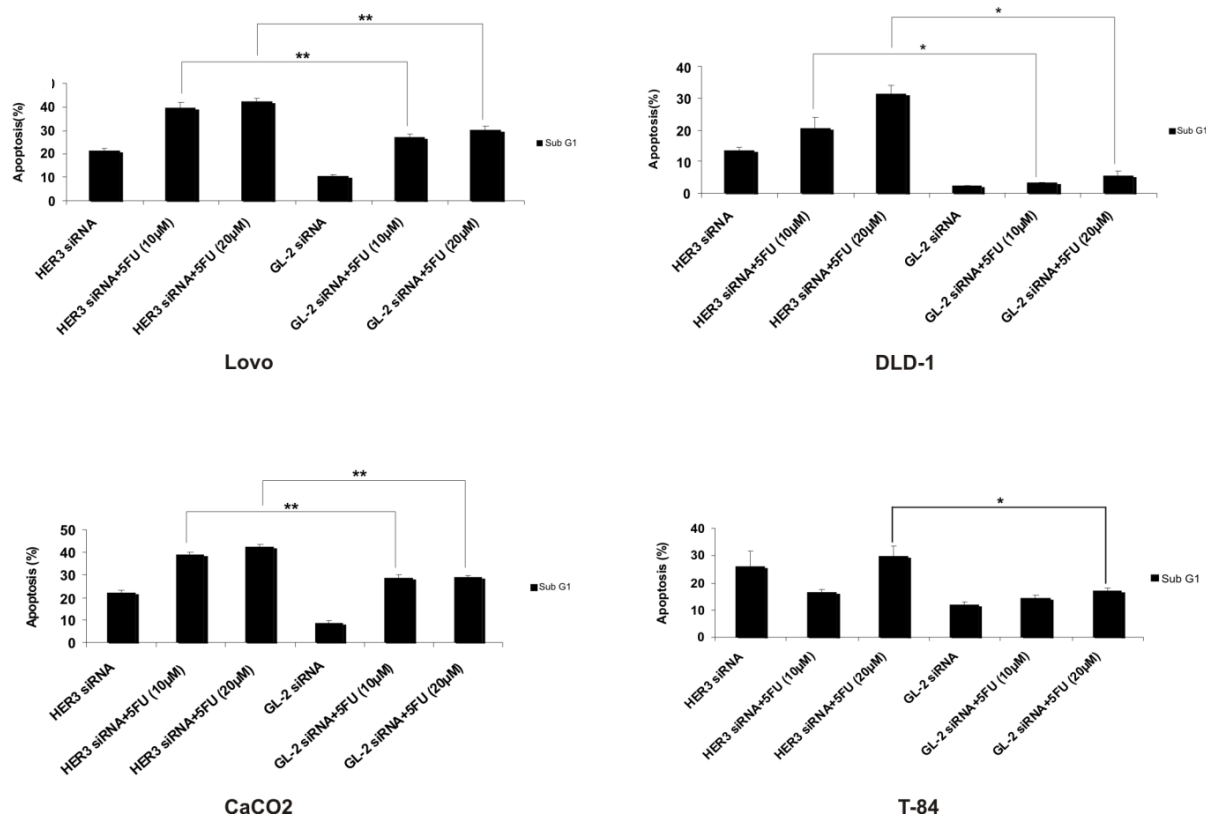 **
**
Apoptosis(%)
40
30
20
10
0
Sub G1
HER3 siRNA
HER3 siRNA+5FU (10µM)
HER3 siRNA+5FU (20µM)
GL-2 siRNA
GL-2 siRNA+5FU (10µM)
GL-2 siRNA+5FU (20µM)
Lovo
*
*
Apoptosis(%)
40
30
20
10
0
Sub G1
HER3 siRNA
HER3 siRNA+5FU (10µM)
HER3 siRNA+5FU (20µM)
GL-2 siRNA
GL-2 siRNA+5FU (10µM)
GL-2 siRNA+5FU (20µM)
DLD-1
**
**
Apoptosis (%)
50
40
30
20
10
0
Sub G1
HER3 siRNA
HER3 siRNA+5FU (10µM)
HER3 siRNA+5FU (20µM)
GL-2 siRNA
GL-2 siRNA+5FU (10µM)
GL-2 siRNA+5FU (20µM)
CaCO2
*
Apoptosis (%)
40
30
20
10
0
Sub G1
HER3 siRNA
HER3 siRNA+5FU (10µM)
HER3 siRNA+5FU (20µM)
GL-2 siRNA
GL-2 siRNA+5FU (10µM)
GL-2 siRNA+5FU (20µM)
T-84